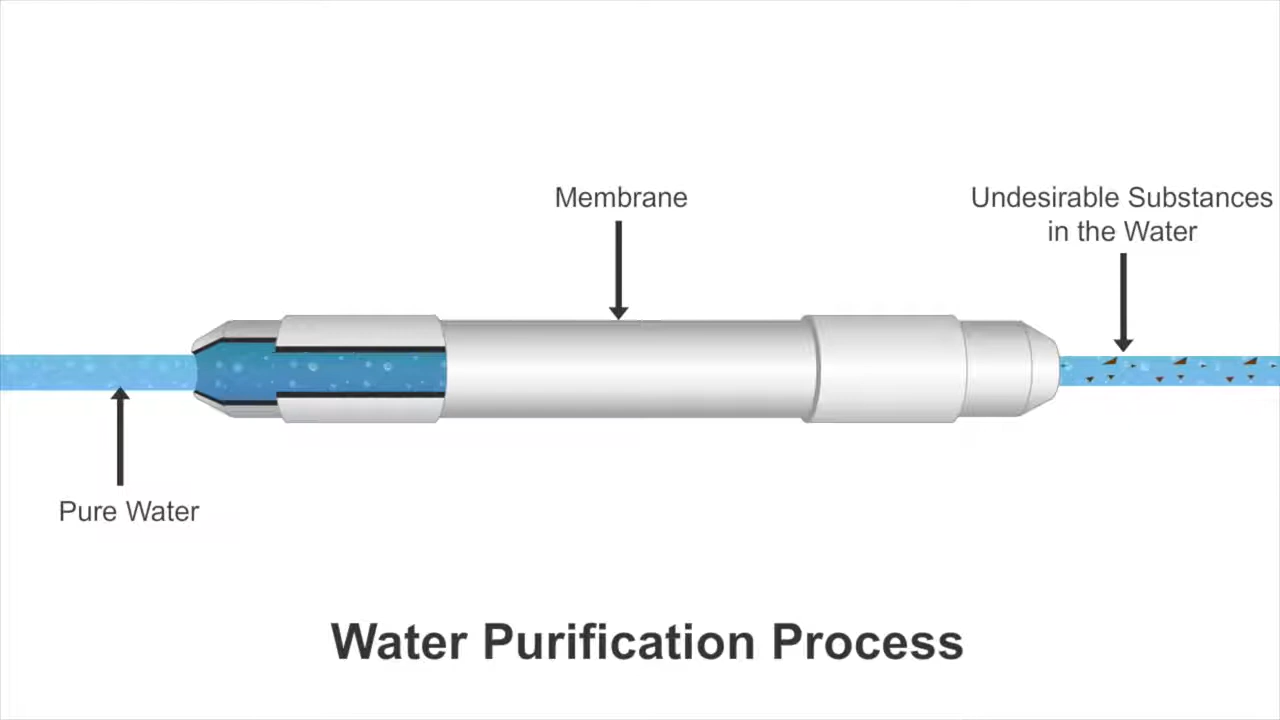 Membrane
Undesirable Substances
in the Water
Pure Water
Water Purification Process